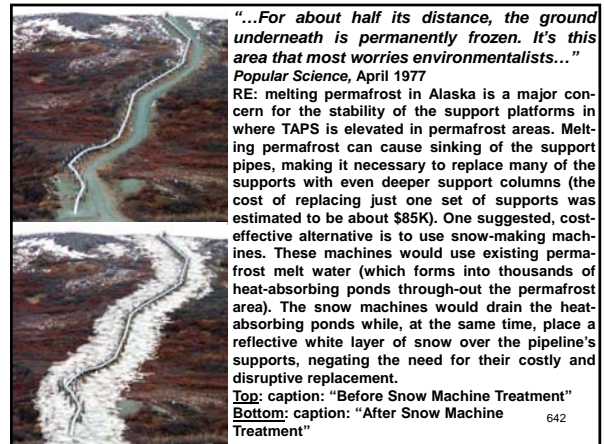 “…For about half its distance, the ground
underneath is permanently frozen. It’s this
area that most worries environmentalists…”
Popular Science, April 1977
RE: melting permafrost in Alaska is a major con-
cern for the stability of the support platforms in
where TAPS is elevated in permafrost areas. Melt-
ing permafrost can cause sinking of the support
pipes, making it necessary to replace many of the
supports with even deeper support columns (the
cost of replacing just one set of supports was
estimated to be about $85K). One suggested, cost-
effective alternative is to use snow-making mach-
ines. These machines would use existing perma-
frost melt water (which forms into thousands of
heat-absorbing ponds through-out the permafrost
area). The snow machines would drain the heat-
absorbing ponds while, at the same time, place a
reflective white layer of snow over the pipeline’s
supports, negating the need for their costly and
disruptive replacement.
Top: caption: “Before Snow Machine Treatment”
Bottom: caption: “After Snow Machine
Treatment”
642